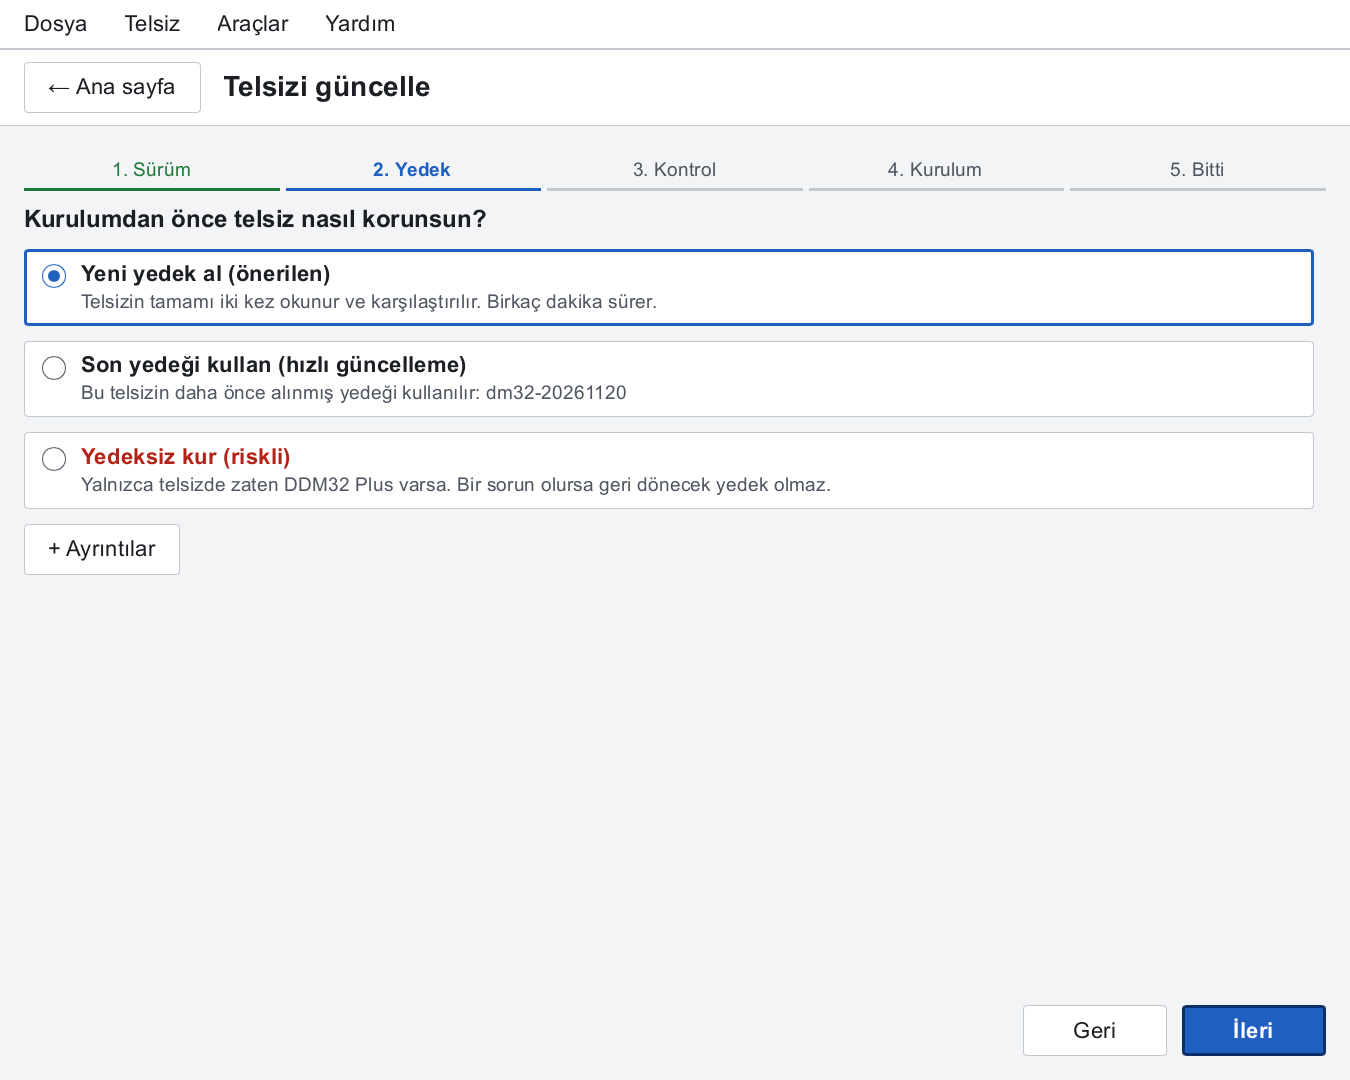 Dosya Telsiz Araçlar Yardım
← Ana sayfa Telsizi güncelle
1. Sürüm 2. Yedek 3. Kontrol 4. Kurulum 5. Bitti
Kurulumdan önce telsiz nasıl korunsun?
Yeni yedek al (önerilen)
Telsizin tamamı iki kez okunur ve karşılaştırılır. Birkaç dakika sürer.
Son yedeği kullan (hızlı güncelleme)
Bu telsizin daha önce alınmış yedeği kullanılır: dm32-20261120
Yedeksiz kur (riskli)
Yalnızca telsizde zaten DDM32 Plus varsa. Bir sorun olursa geri dönecek yedek olmaz.
+ Ayrıntılar
Geri İleri